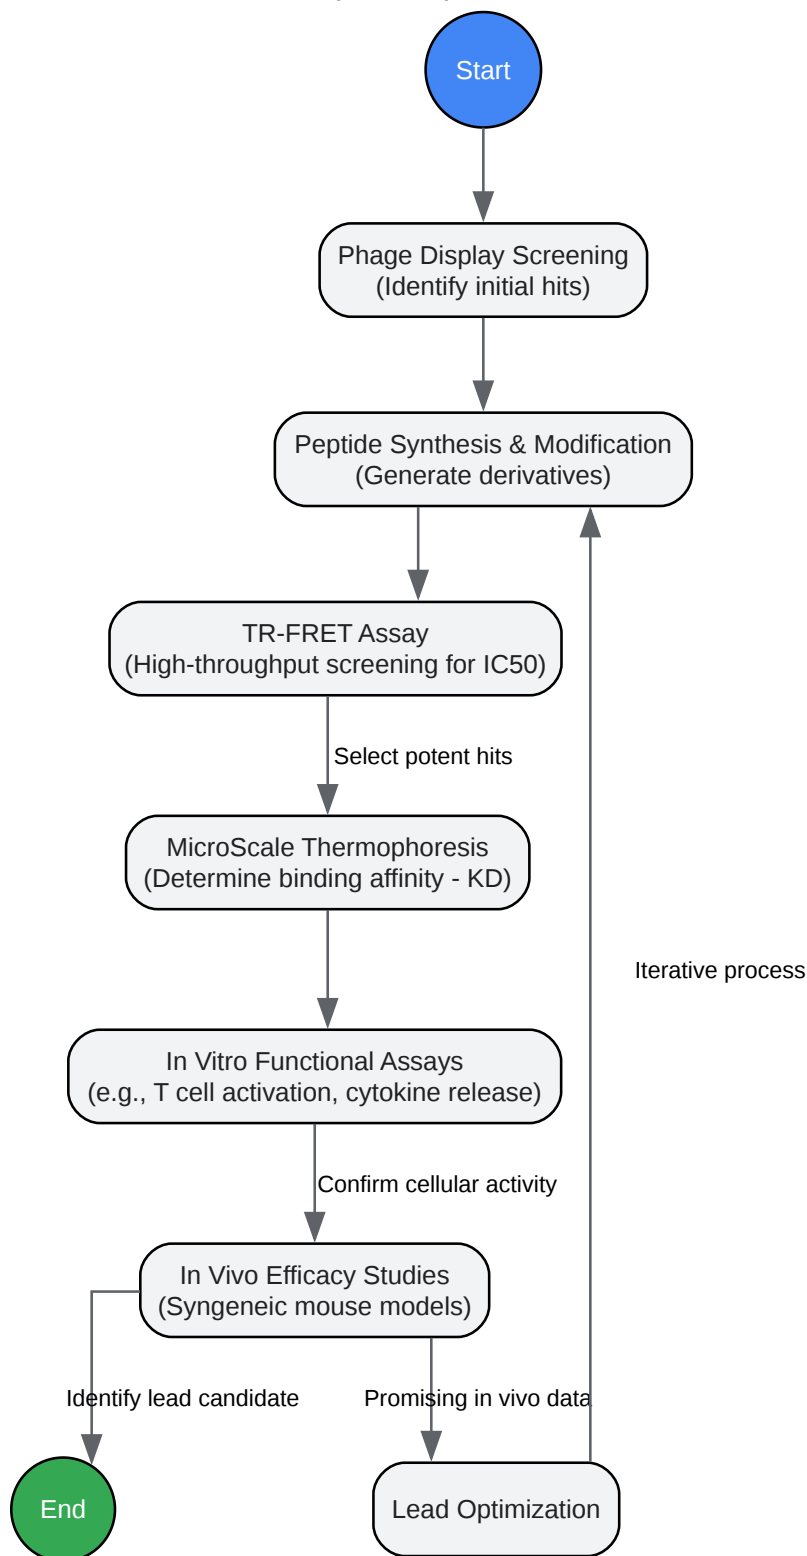 Start
Phage Display Screening
(Identify initial hits)
Peptide Synthesis & Modification
(Generate derivatives)
TR-FRET Assay
(High-throughput screening for IC50)
Select potent hits
MicroScale Thermophoresis
(Determine binding affinity - KD)
Iterative process
In Vitro Functional Assays
(e.g., T cell activation, cytokine release)
Confirm cellular activity
In Vivo Efficacy Studies
(Syngeneic mouse models)
Identify lead candidate
Promising in vivo data
End
Lead Optimization